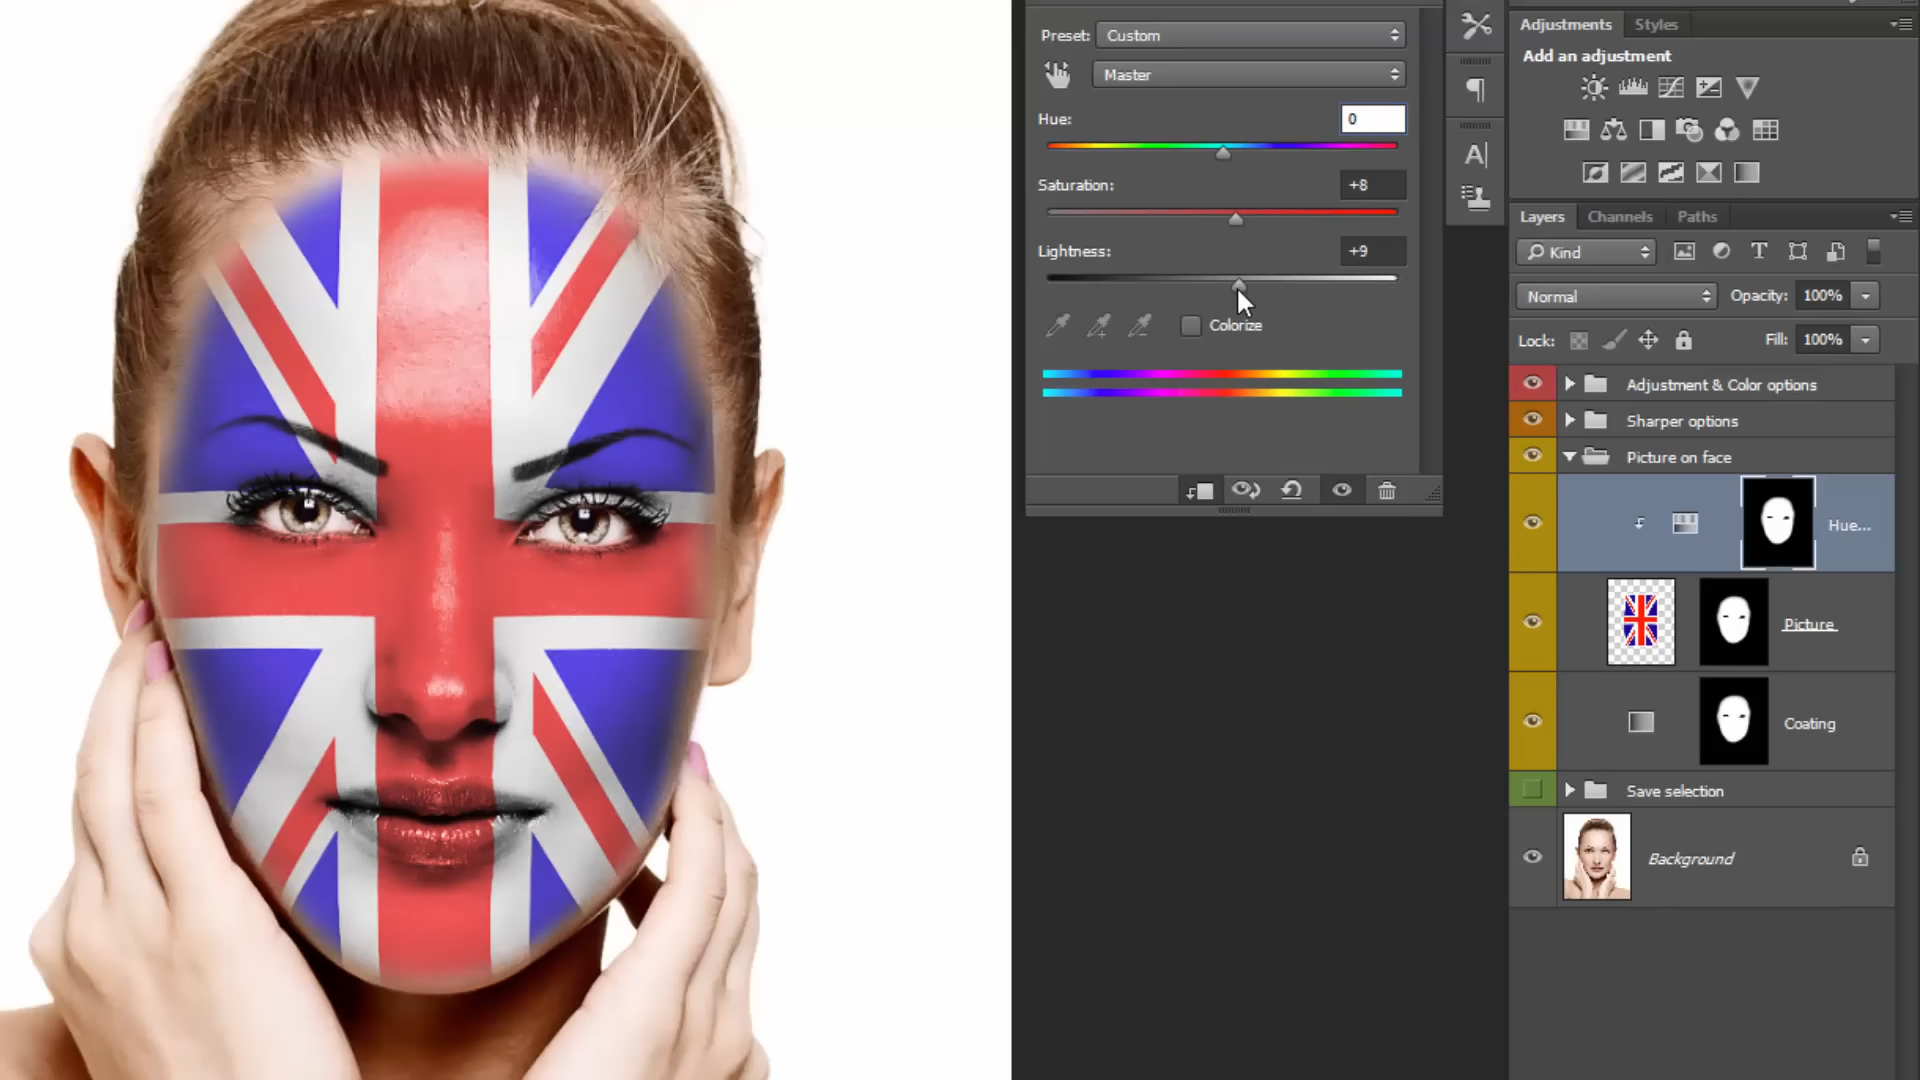 Preset: Custom
Master
Hue: 0
Saturation: +8
Lightness: +9
Colorize
A|
Adjustments Styles
Add an adjustment
Layers Channels Paths
Kind T
Normal Opacity: 100%
Lock: Fill: 100%
Adjustment & Color options
Sharper options
Picture on face
Hue...
Picture
Coating
Save selection
Background